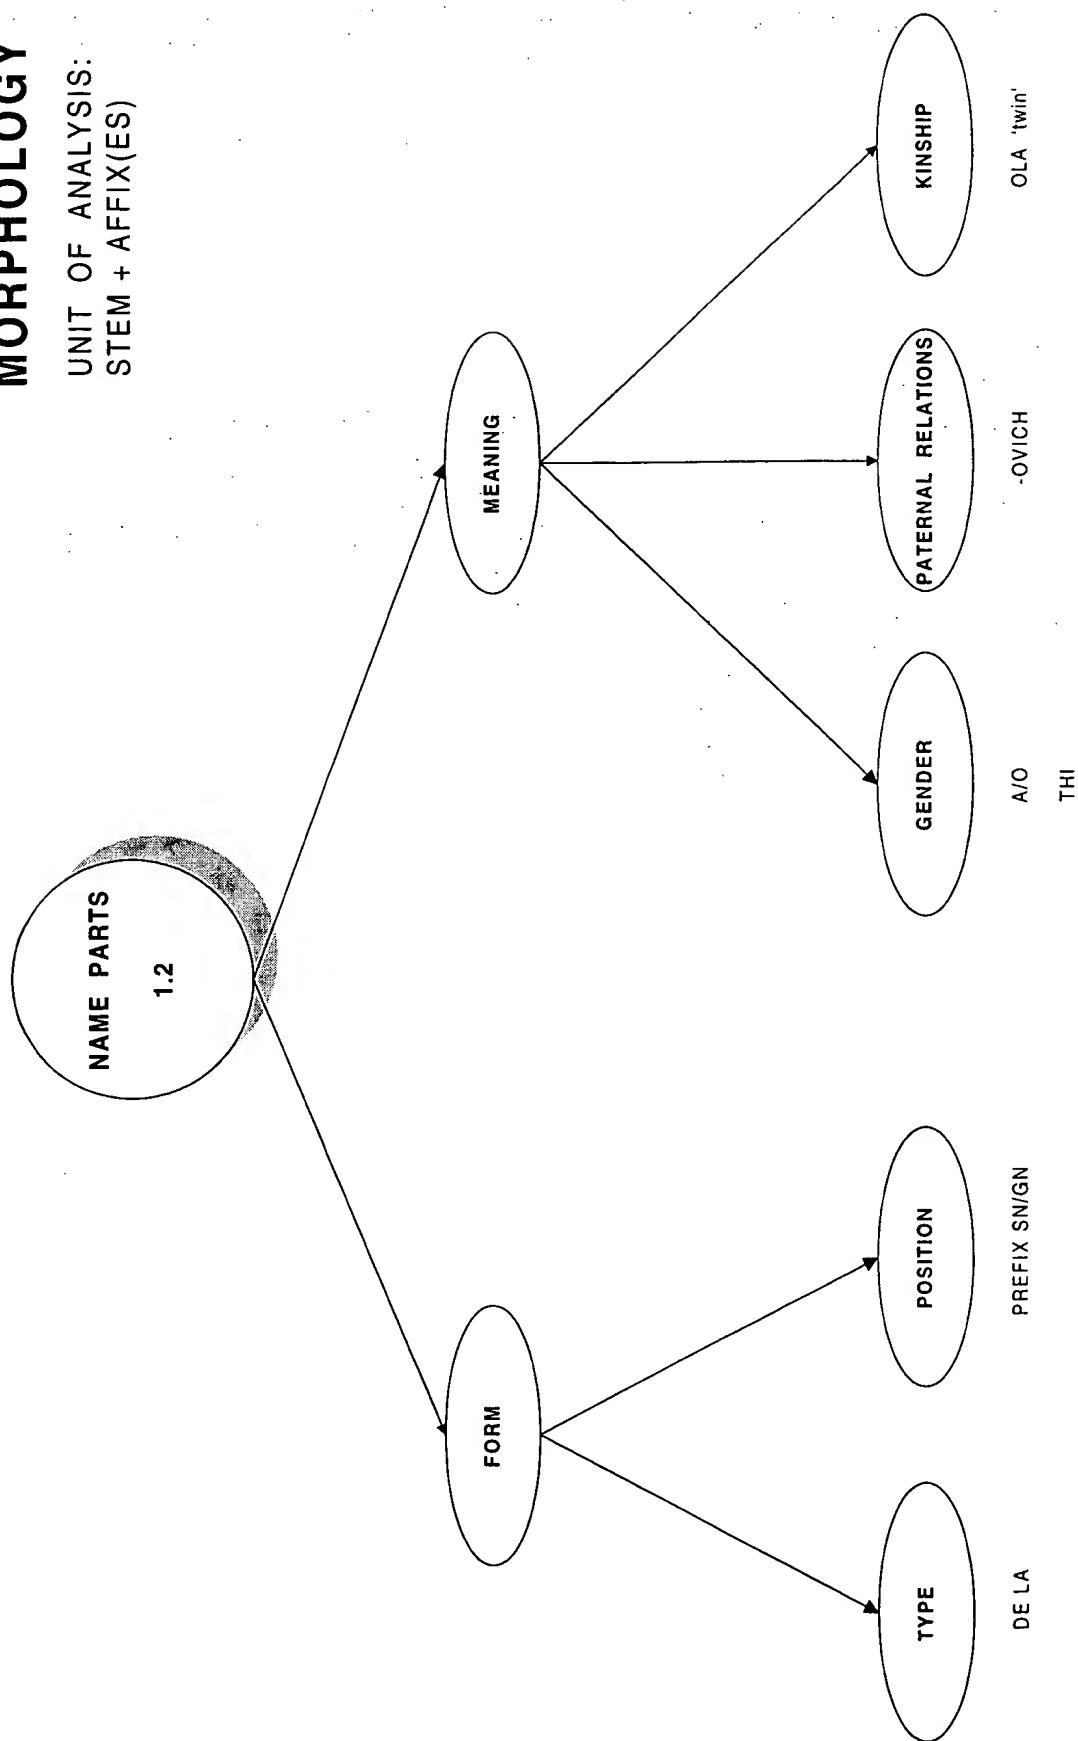 MORPHOLOGY
UNIT OF ANALYSIS:
STEM + AFFIX(ES)
NAME PARTS
1.2
FORM
MEANING
TYPE
POSITION
GENDER
PATERNAL RELATIONS
KINSHIP
DE LA
PREFIX SN/GN
A/O
-OVICH
OLA 'twin'
THI